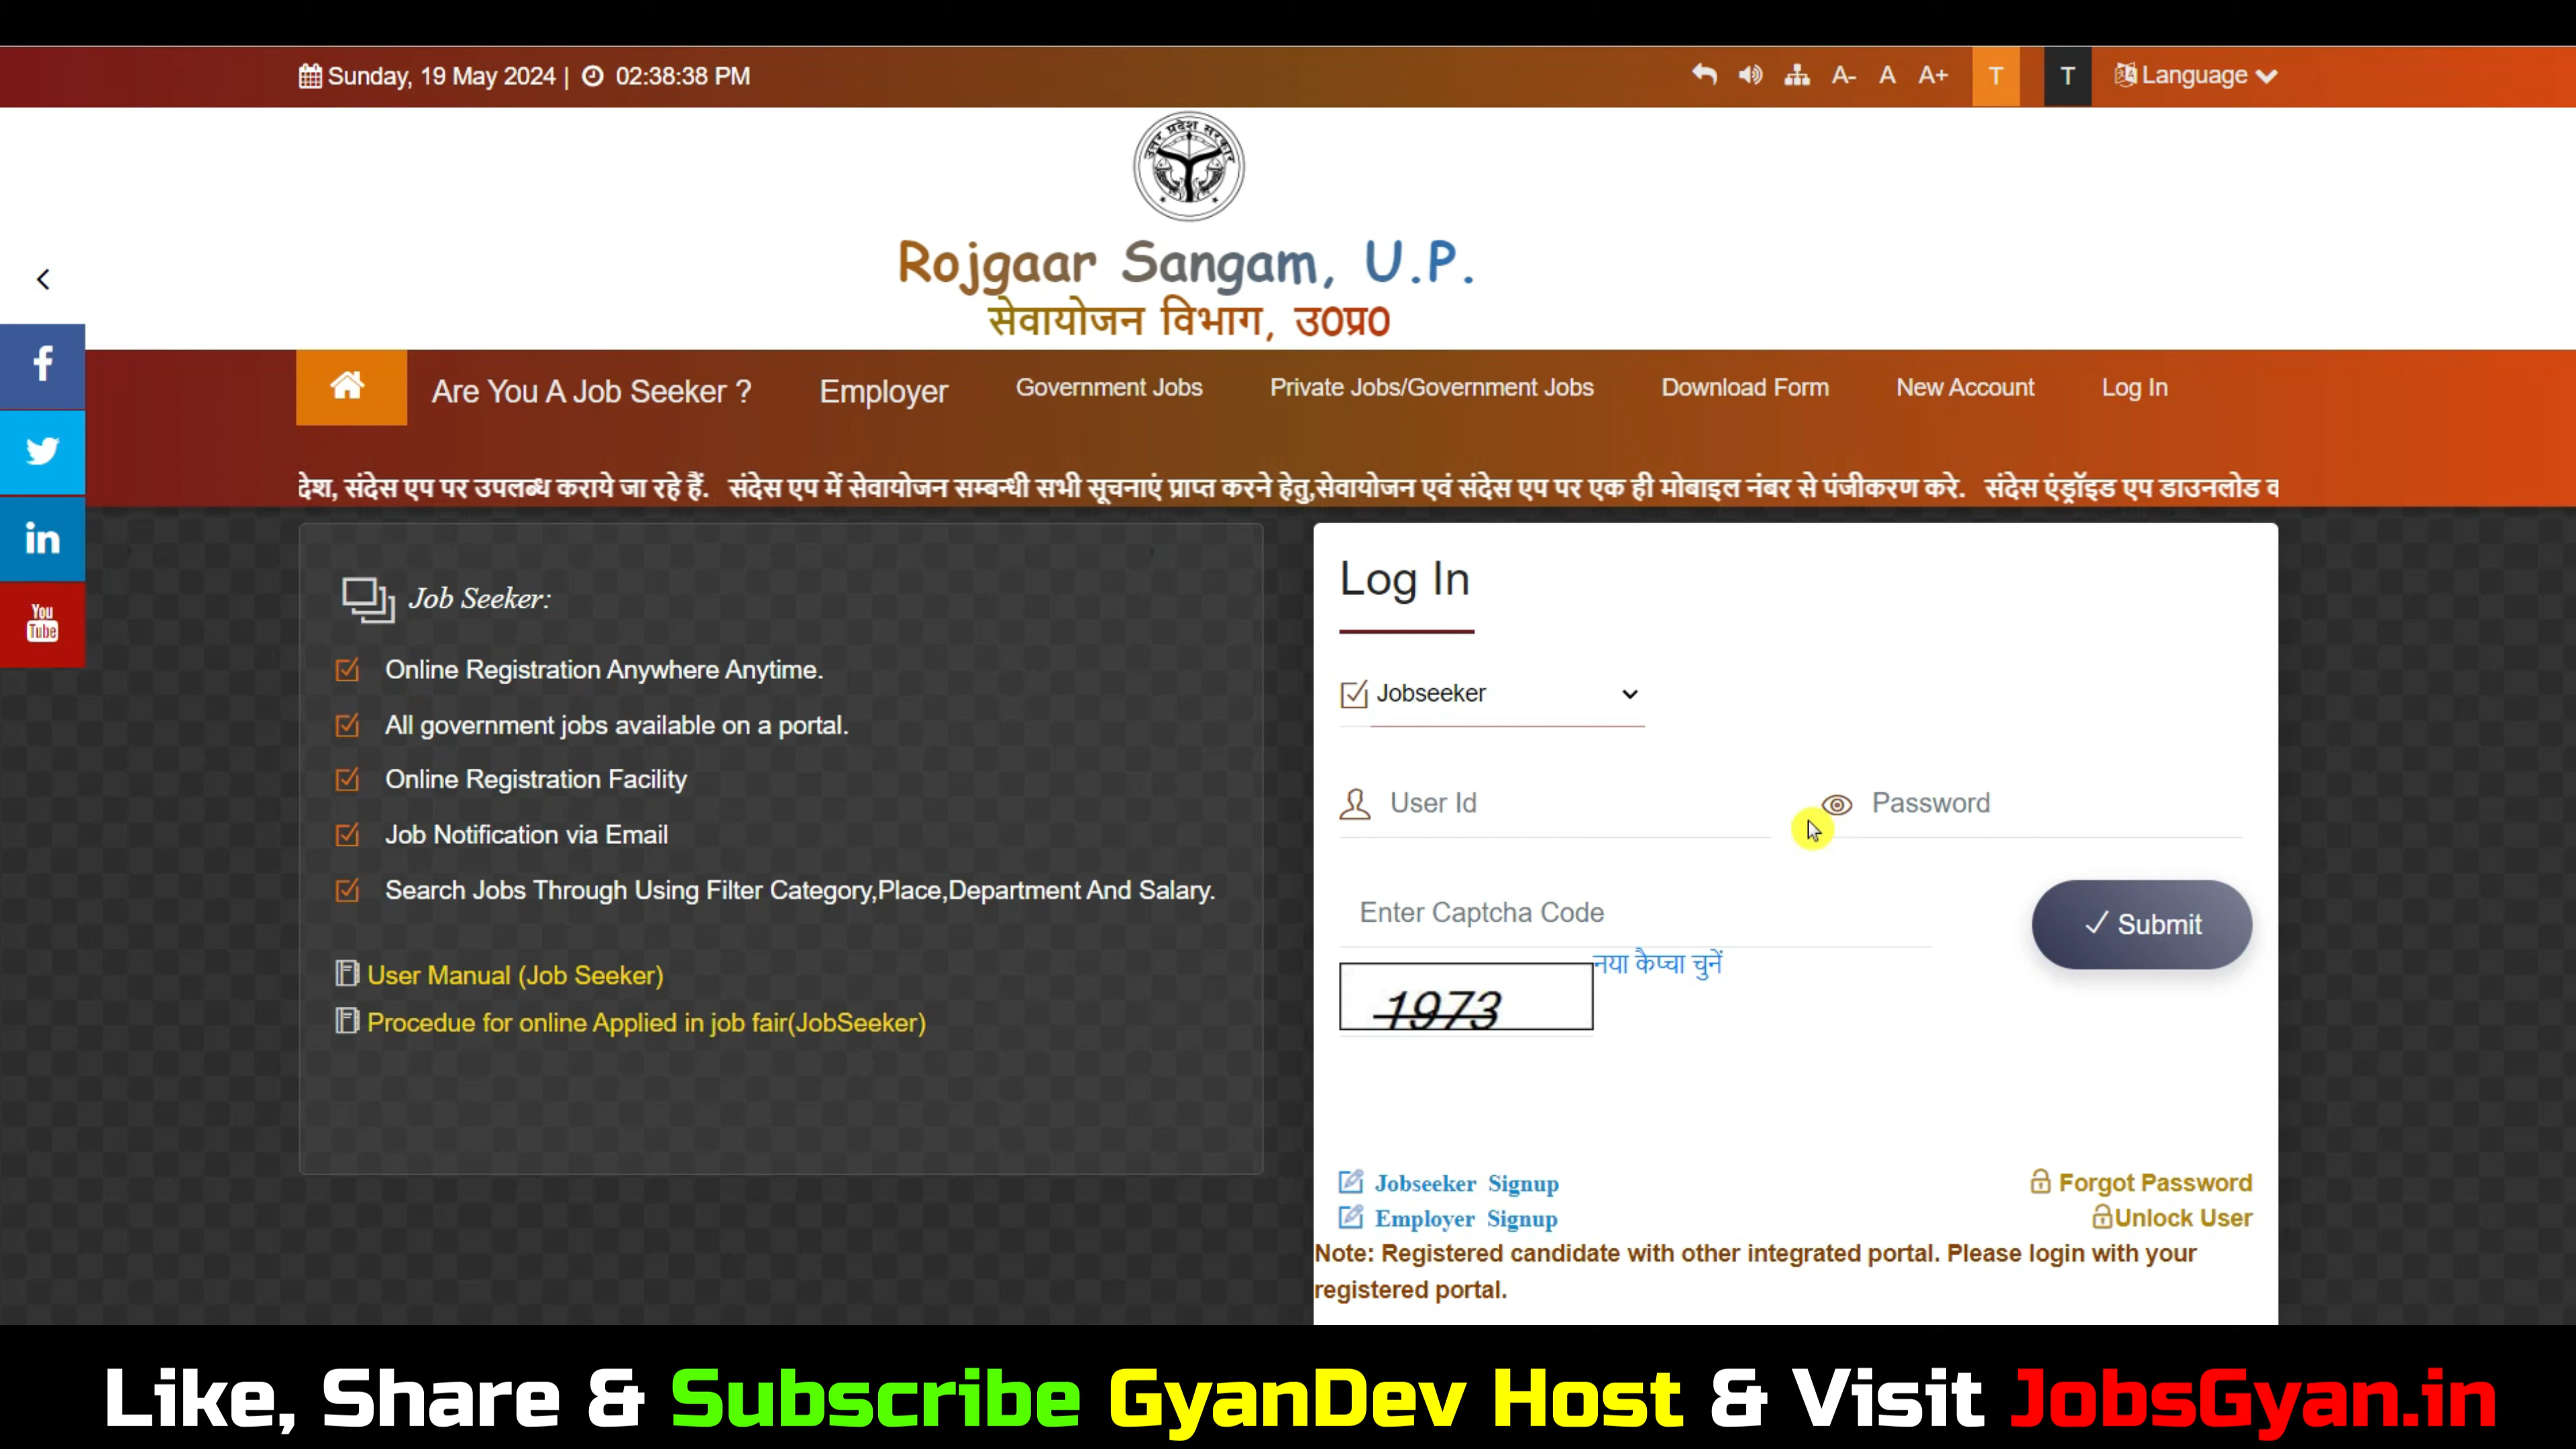 Sunday, 19 May 2024 | 02:38:38 PM
A- A A+ T T Language
उत्तर प्रदेश सरकार
Rojgaar Sangam, U.P.
सेवायोजन विभाग, उ0प्र0
Are You A Job Seeker ? Employer Government Jobs Private Jobs/Government Jobs Download Form New Account Log In
देश, संदेस एप पर उपलब्ध कराये जा रहे हैं. संदेस एप में सेवायोजन सम्बन्धी सभी सूचनाएं प्राप्त करने हेतु,सेवायोजन एवं संदेस एप पर एक ही मोबाइल नंबर से पंजीकरण करे. संदेस एंड्रॉइड एप डाउनलोड
You
Tube
Job Seeker:
Online Registration Anywhere Anytime.
All government jobs available on a portal.
Online Registration Facility
Job Notification via Email
Search Jobs Through Using Filter Category,Place,Department And Salary.
User Manual (Job Seeker)
Procedue for online Applied in job fair(JobSeeker)
Log In
Jobseeker
User Id Password
Enter Captcha Code
Submit
नया कैप्चा चुनें
1973
Jobseeker Signup Forgot Password
Employer Signup Unlock User
Note: Registered candidate with other integrated portal. Please login with your
registered portal.
Like, Share & Subscribe GyanDev Host & Visit JobsGyan.in